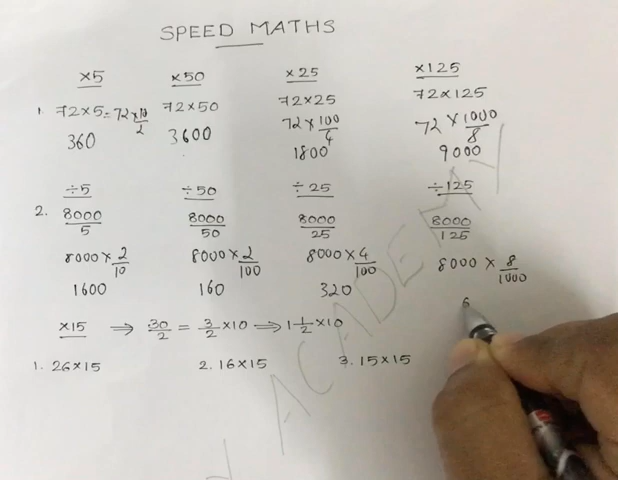 SPEED MATHS
×5 ×50 ×25 ×125
1. 72×5=72×10/2 72×50 72×25 72×125
72×100/4 72×1000/8
360 3600 1800 9000
÷5 ÷50 ÷25 ÷125
2. 8000/5 8000/50 8000/25 8000/125
8000×2/10 8000×2/100 8000×4/100 8000×8/1000
1600 160 320 6
×15 ⇒ 30/2 = 3/2×10 ⇒ 1 1/2×10
1. 26×15 2. 16×15 3. 15×15
ACADEMY